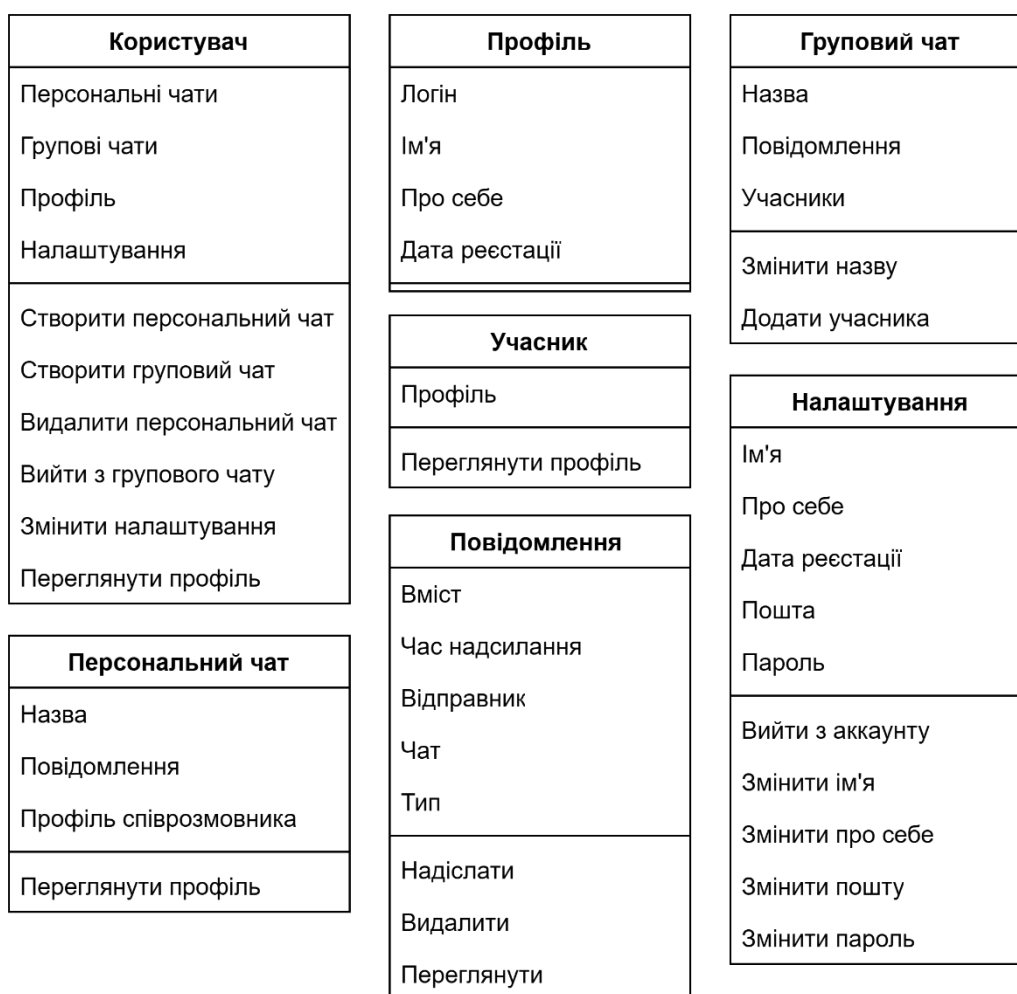 Користувач
Персональні чати
Групові чати
Профіль
Налаштування
Створити персональний чат
Створити груповий чат
Видалити персональний чат
Вийти з групового чату
Змінити налаштування
Переглянути профіль
Персональний чат
Назва
Повідомлення
Профіль співрозмовника
Переглянути профіль
Профіль
Логін
Ім'я
Про себе
Дата реєстації
Учасник
Профіль
Переглянути профіль
Повідомлення
Вміст
Час надсилання
Відправник
Чат
Тип
Надіслати
Видалити
Переглянути
Груповий чат
Назва
Повідомлення
Учасники
Змінити назву
Додати учасника
Налаштування
Ім'я
Про себе
Дата реєстації
Пошта
Пароль
Вийти з аккаунту
Змінити ім'я
Змінити про себе
Змінити пошту
Змінити пароль